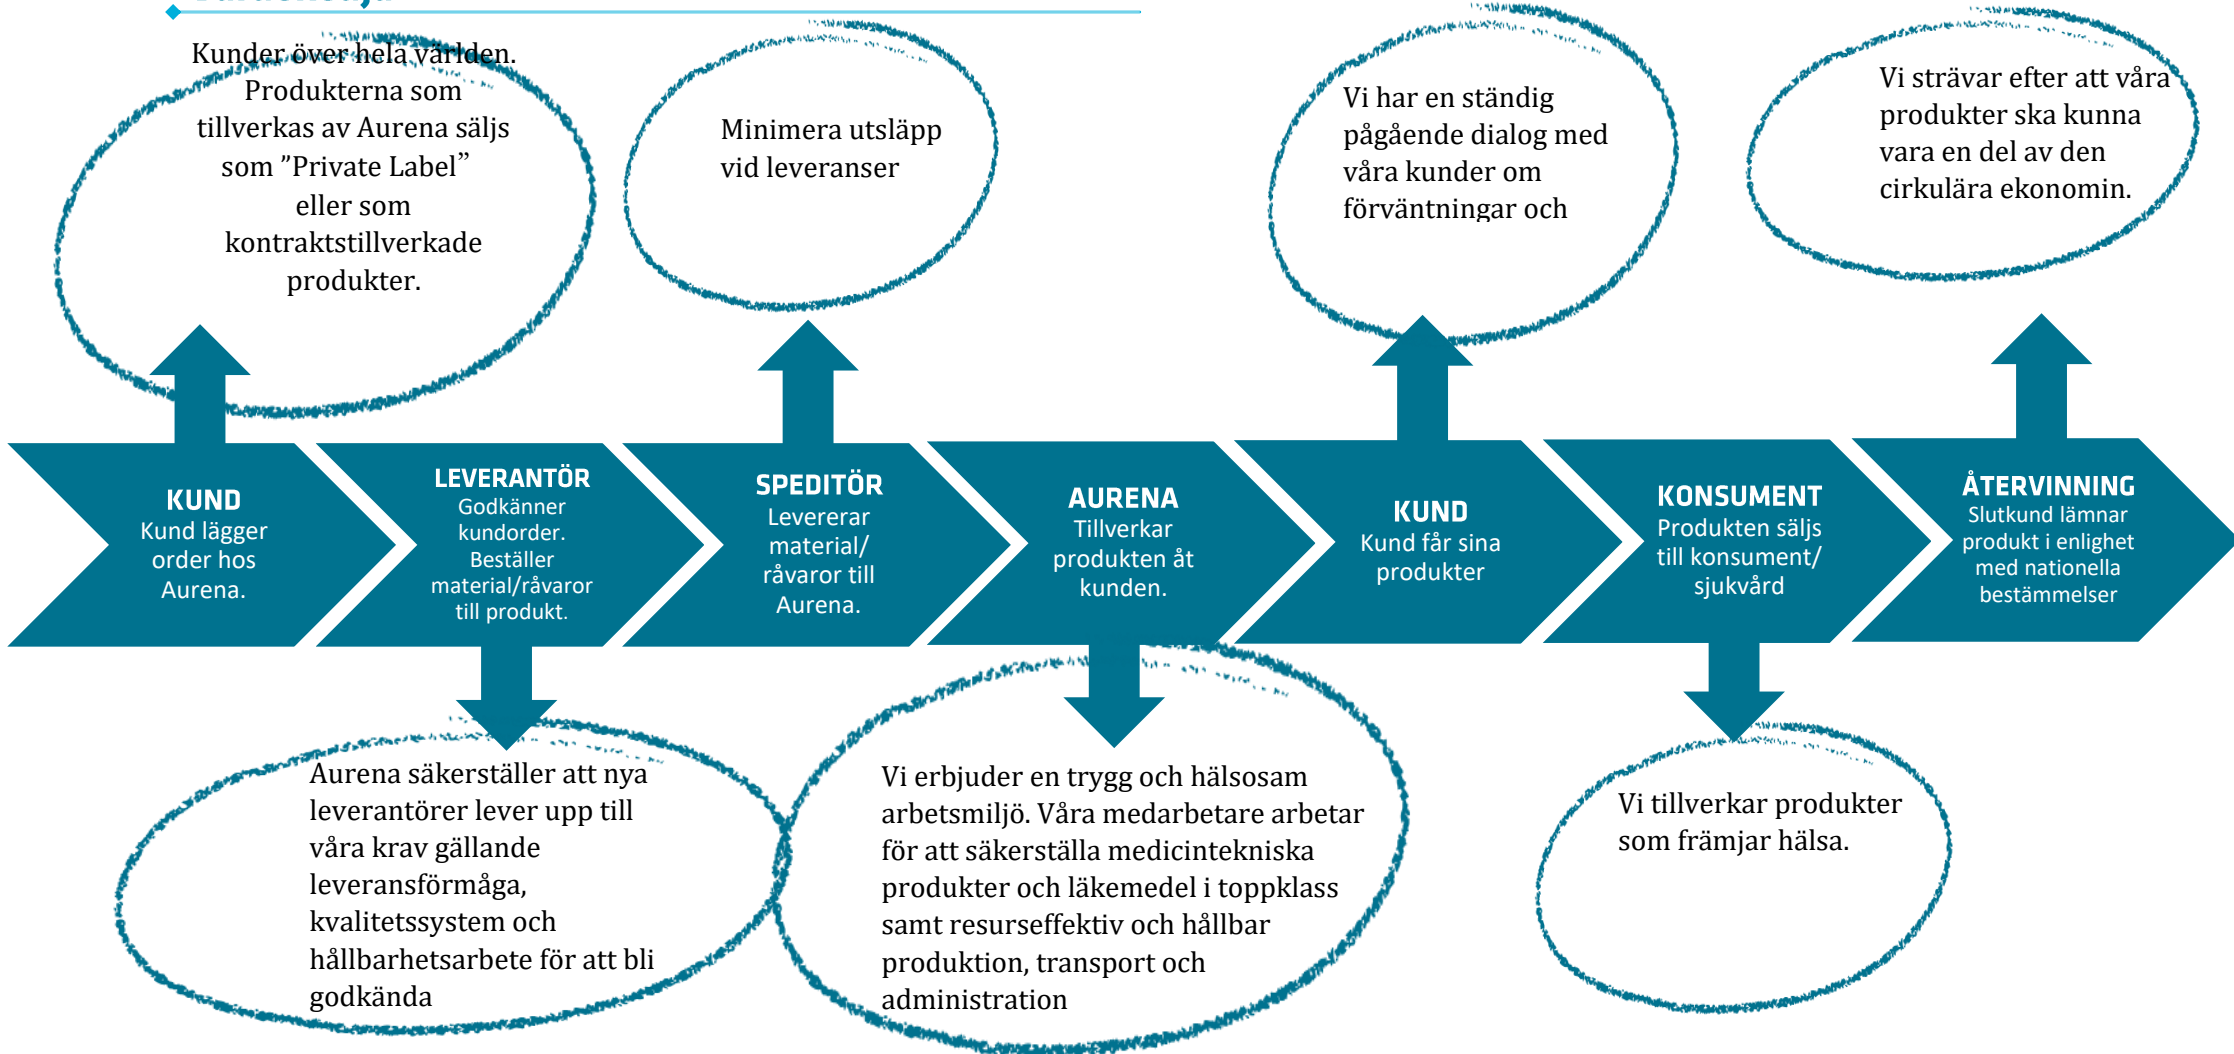 Kunder över hela världen.
Produkterna som
tillverkas av Aurena säljs
som ”Private Label”
eller som
kontraktstillverkade
produkter.
Minimera utsläpp
vid leveranser
Vi har en ständig
pågående dialog med
våra kunder om
förväntningar och
Vi strävar efter att våra
produkter ska kunna
vara en del av den
cirkulära ekonomin.
KUND
Kund lägger
order hos
Aurena.
LEVERANTÖR
Godkänner
kundorder.
Beställer
material/råvaror
till produkt.
SPEDITÖR
Levererar
material/
råvaror till
Aurena.
AURENA
Tillverkar
produkten åt
kunden.
KUND
Kund får sina
produkter
KONSUMENT
Produkten säljs
till konsument/
sjukvård
ÅTERVINNING
Slutkund lämnar
produkt i enlighet
med nationella
bestämmelser
Aurena säkerställer att nya
leverantörer lever upp till
våra krav gällande
leveransförmåga,
kvalitetssystem och
hållbarhetsarbete för att bli
godkända
Vi erbjuder en trygg och hälsosam
arbetsmiljö. Våra medarbetare arbetar
för att säkerställa medicintekniska
produkter och läkemedel i toppklass
samt resurseffektiv och hållbar
produktion, transport och
administration
Vi tillverkar produkter
som främjar hälsa.